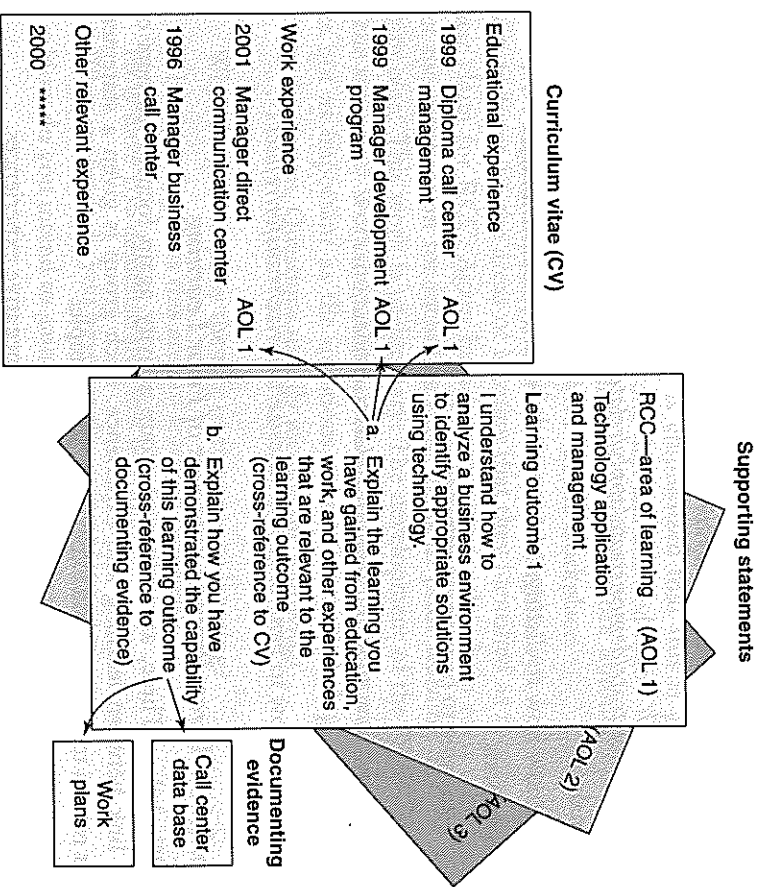 Curriculum vitae (CV)
Educational experience
1999 Diploma call center AOL 1
management
1999 Manager development AOL 1
program
Work experience
2001 Manager direct
communication center AOL 1
1996 Manager business
call center
Other relevant experience
2000 *****
Supporting statements
RCC—area of learning (AOL 1)
Technology application
and management
Learning outcome 1
I understand how to
analyze a business environment
to identify appropriate solutions
using technology.
a. Explain the learning you
have gained from education,
work, and other experiences
that are relevant to the
learning outcome
(cross-reference to CV)
b. Explain how you have
demonstrated the capability
of this learning outcome
(cross-reference to
documenting evidence)
(AOL 2)
(AOL 3)
Documenting
evidence
Call center
data base
Work
plans